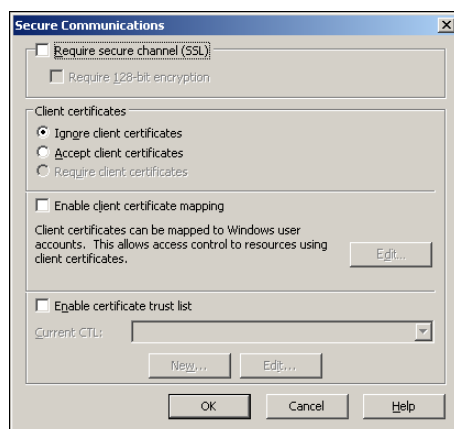 Secure Communications
Require secure channel (SSL)
Require 128-bit encryption
Client certificates
Ignore client certificates
Accept client certificates
Require client certificates
Enable client certificate mapping
Client certificates can be mapped to Windows user
accounts. This allows access control to resources using
client certificates.
Edit...
Enable certificate trust list
Current CTL:
New... Edit...
OK Cancel Help